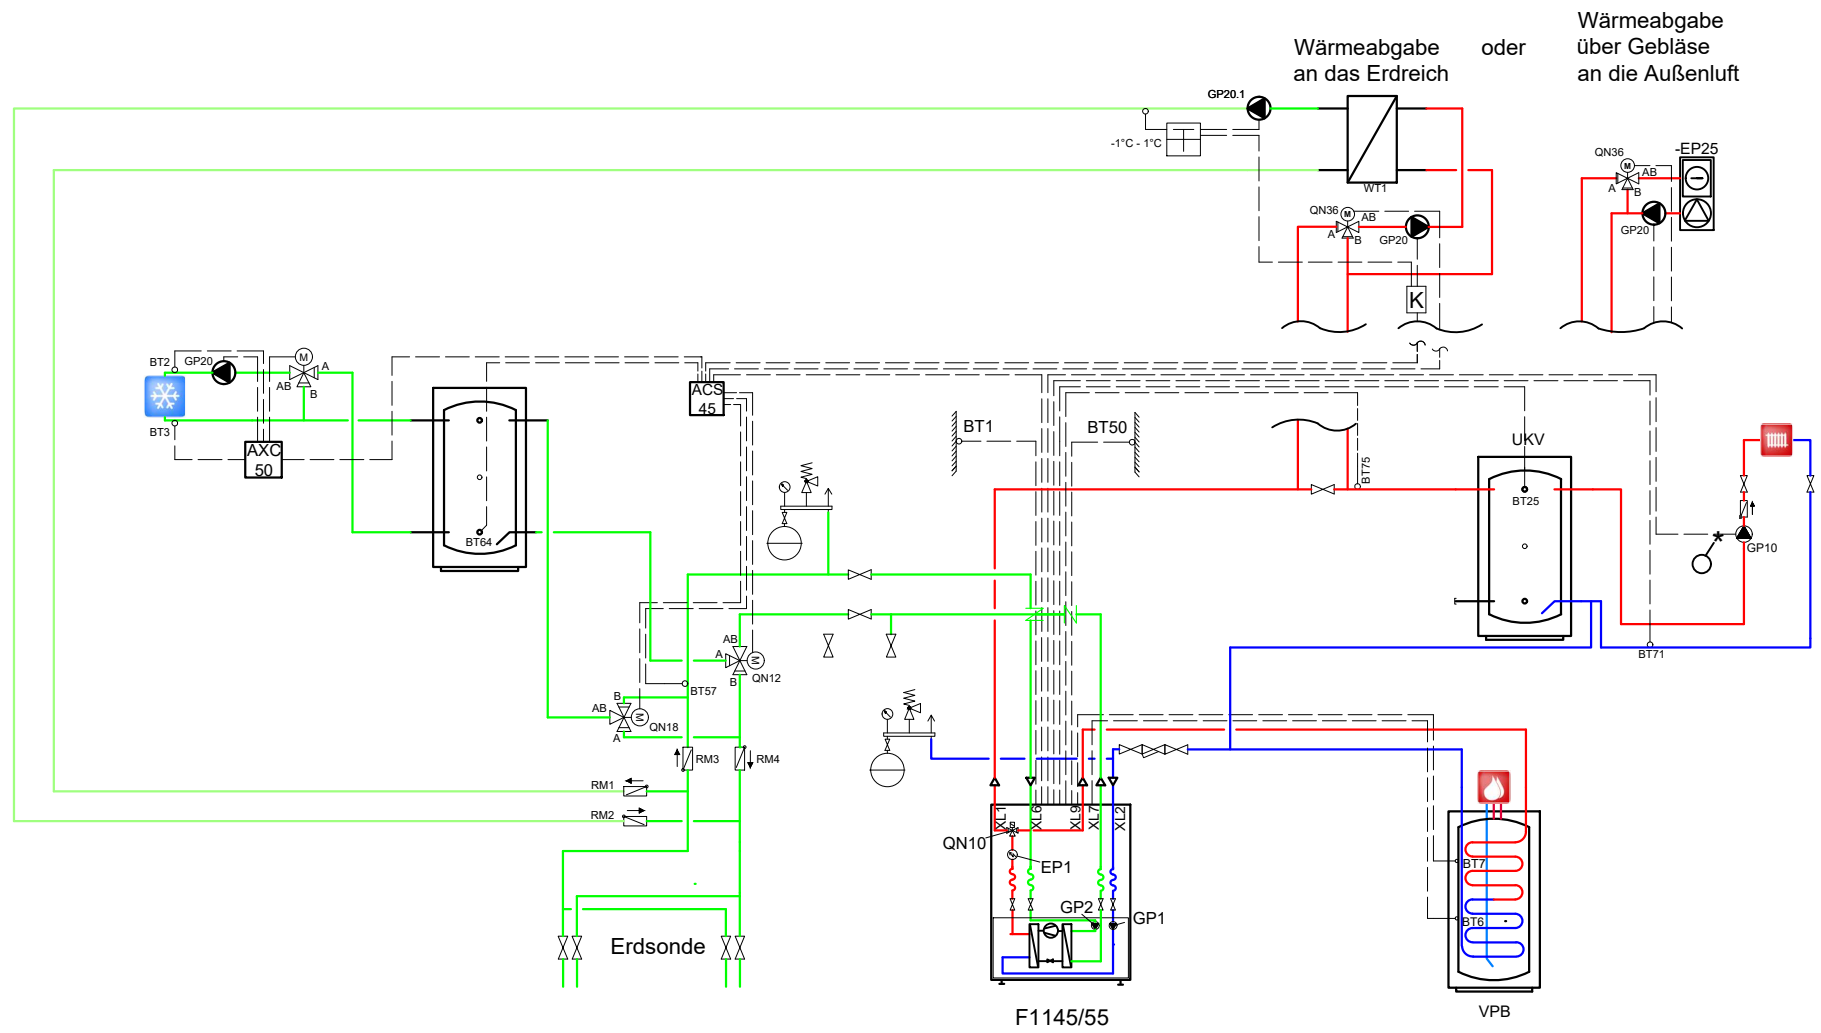 Wärmeabgabe
über Gebläse
an die Außenluft
Wärmeabgabe oder
an das Erdreich
GP20.1
-1°C - 1°C
WT1
QN36
M
AB
A
B
GP20
K
-EP25
QN36
M
AB
A
B
GP20
BT2
GP20
M
A
AB
B
BT3
AXC
50
BT64
ACS
45
BT1
BT50
BT75
UKV
BT25
*
GP10
BT71
AB
A
M
B
QN12
BT57
B
AB
M
QN18
A
RM3
RM4
RM1
RM2
Erdsonde
XL1
XL6
XL9
XL7
XL2
QN10
EP1
GP2
GP1
F1145/55
BT7
BT6
VPB